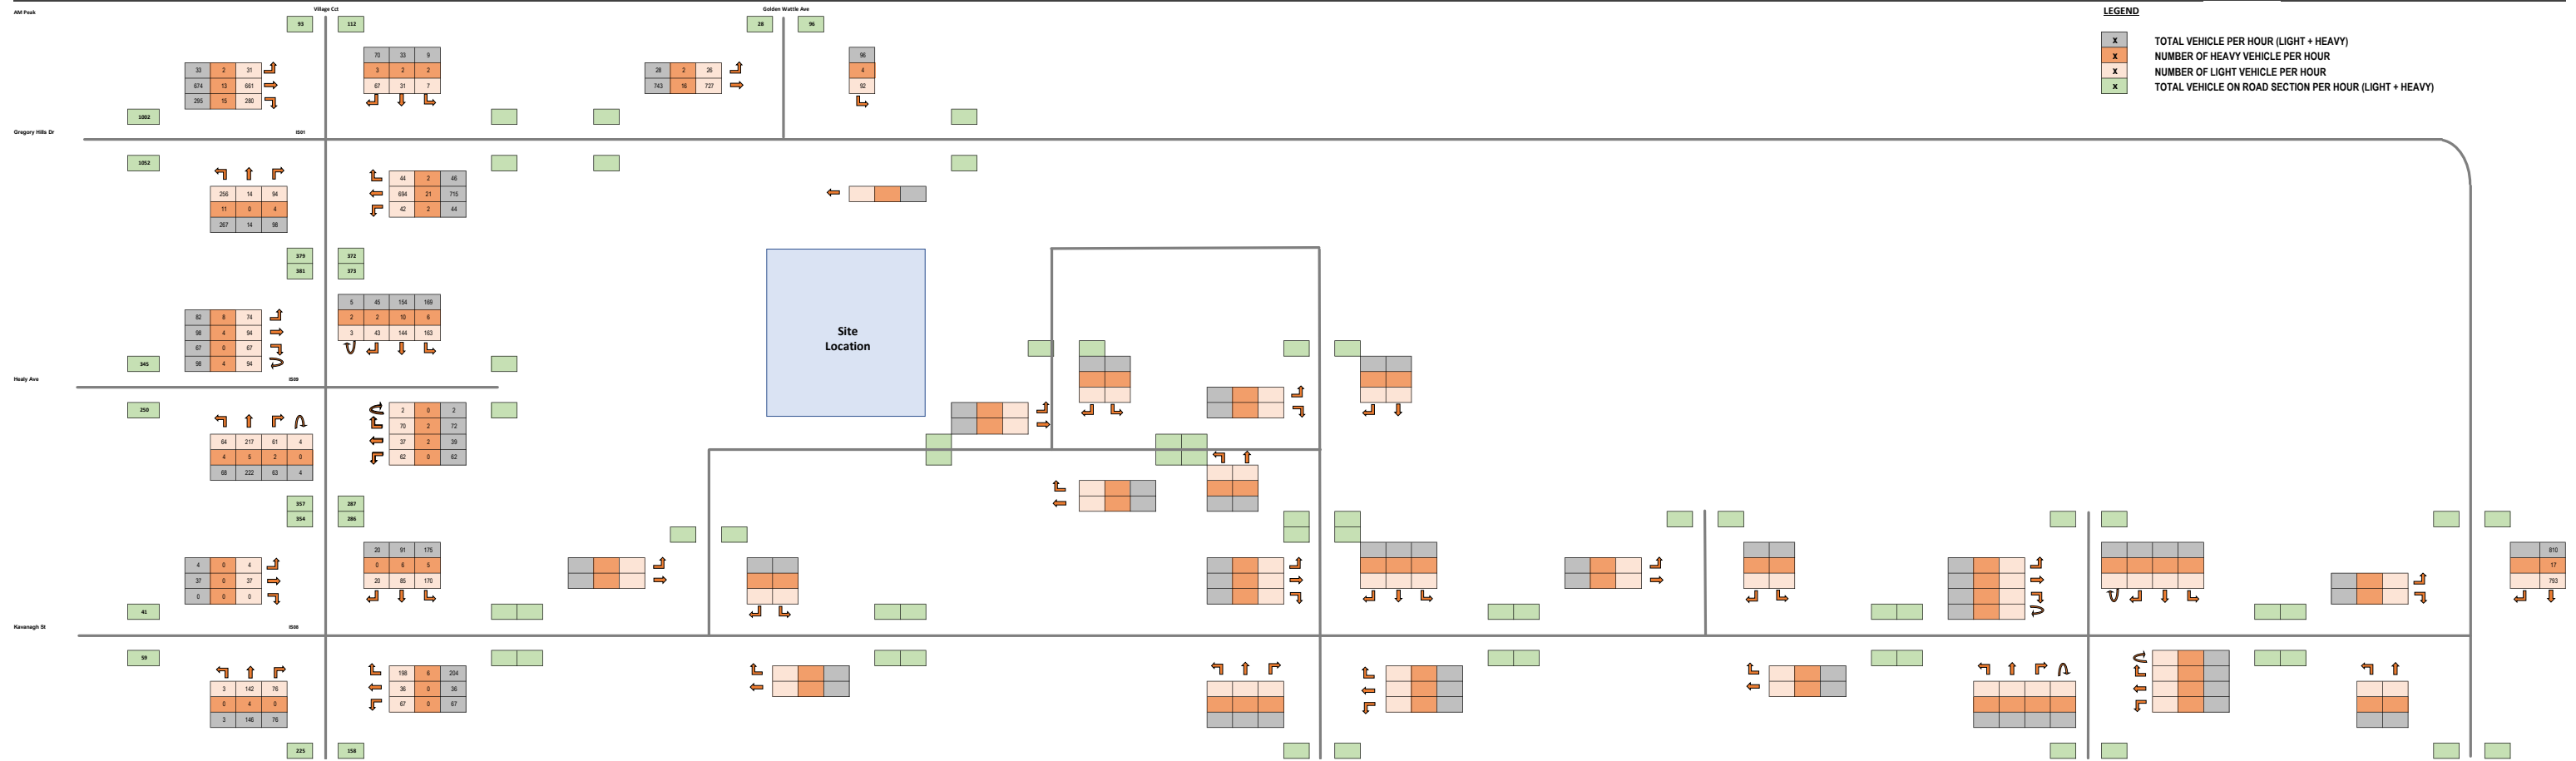 AM Peak
Village Cct
Golden Wattle Ave
LEGEND
93 112 28 96
x TOTAL VEHICLE PER HOUR (LIGHT + HEAVY)
x NUMBER OF HEAVY VEHICLE PER HOUR
x NUMBER OF LIGHT VEHICLE PER HOUR
x TOTAL VEHICLE ON ROAD SECTION PER HOUR (LIGHT + HEAVY)
70 33 9
3 2 2
67 31 7
33 2 31
674 13 661
295 15 280
28 2 26
743 16 727
96
4
92
1002
Gregory Hills Dr
IS01
1052
256 14 94
11 0 4
267 14 98
44 2 46
694 21 715
42 2 44
379 372
381 373
5 45 154 169
2 2 10 6
3 43 144 163
82 8 74
98 4 94
67 0 67
98 4 94
Site
Location
345
Healy Ave
IS09
250
64 217 61 4
4 5 2 0
68 222 63 4
2 0 2
70 2 72
37 2 39
62 0 62
357 287
354 286
20 91 175
0 6 5
20 85 170
4 0 4
37 0 37
0 0 0
810
17
793
41
Kavanagh St
IS08
59
3 142 76
0 4 0
3 146 76
198 6 204
36 0 36
67 0 67
225 158